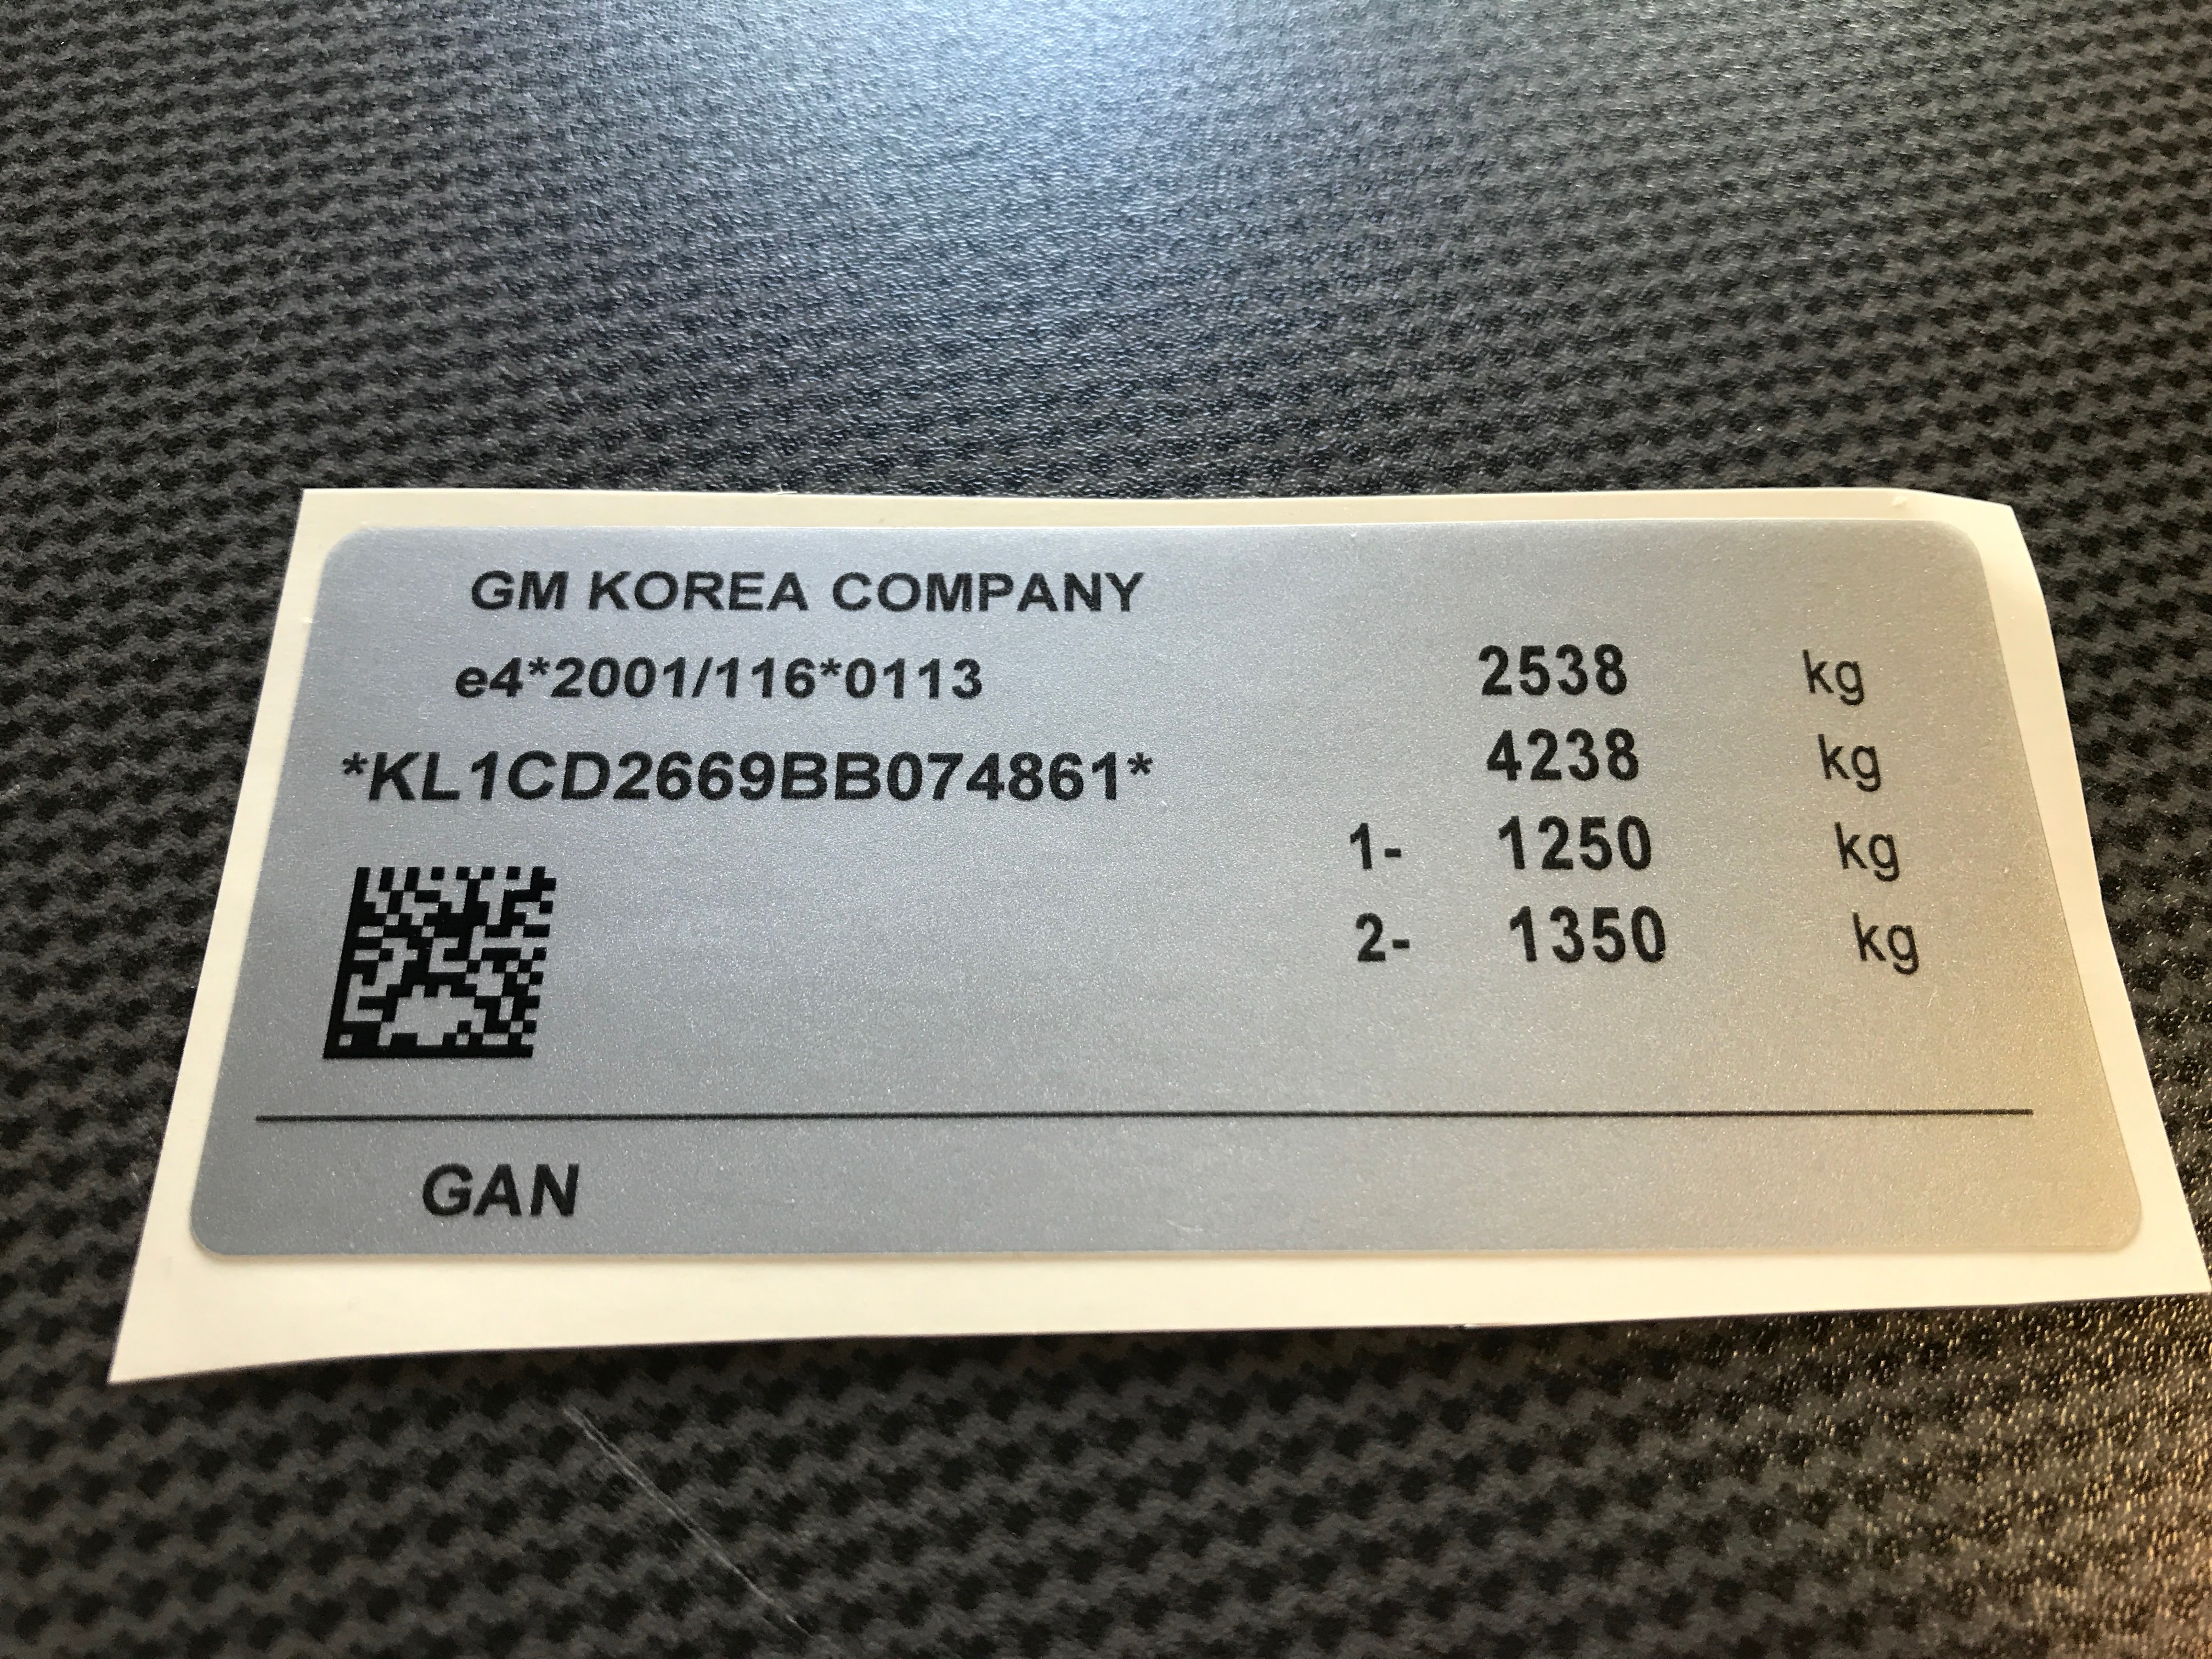 GM KOREA COMPANY
e4*2001/116*0113
*KL1CD2669BB074861*
2538 kg
4238 kg
1- 1250 kg
2- 1350 kg
GAN